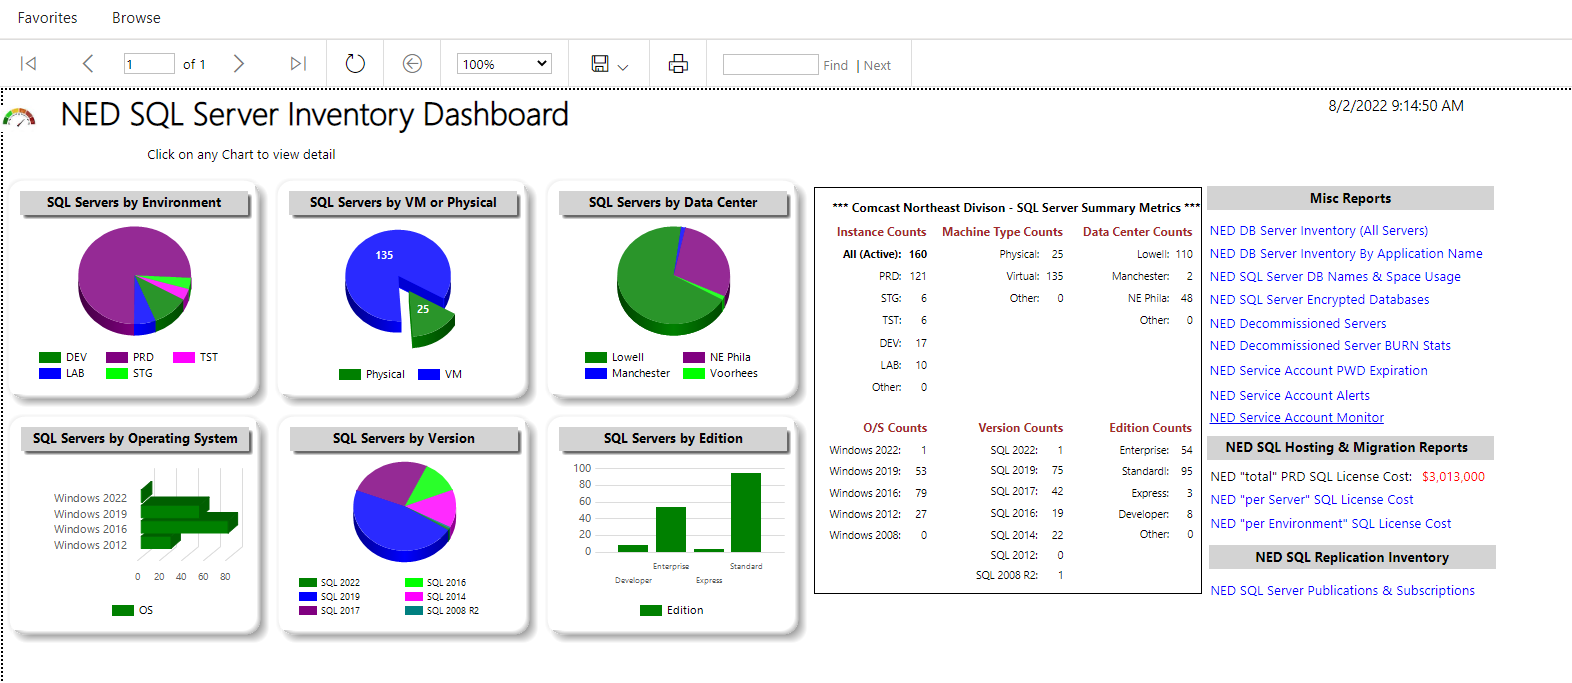 Favorites Browse
1 of 1 100% Find | Next
NED SQL Server Inventory Dashboard
8/2/2022 9:14:50 AM
Click on any Chart to view detail
SQL Servers by Environment
DEV PRD TST
LAB STG
SQL Servers by VM or Physical
135
25
Physical VM
SQL Servers by Data Center
Lowell NE Phila
Manchester Voorhees
SQL Servers by Operating System
Windows 2022
Windows 2019
Windows 2016
Windows 2012
0 20 40 60 80
OS
SQL Servers by Version
SQL 2022 SQL 2016
SQL 2019 SQL 2014
SQL 2017 SQL 2008 R2
SQL Servers by Edition
100
80
60
40
20
0
Enterprise Standard
Developer Express
Edition
*** Comcast Northeast Divison - SQL Server Summary Metrics ***
Instance Counts Machine Type Counts Data Center Counts
All (Active): 160 Physical: 25 Lowell: 110
PRD: 121 Virtual: 135 Manchester: 2
STG: 6 Other: 0 NE Phila: 48
TST: 6 Other: 0
DEV: 17
LAB: 10
Other: 0
O/S Counts Version Counts Edition Counts
Windows 2022: 1 SQL 2022: 1 Enterprise: 54
Windows 2019: 53 SQL 2019: 75 Standardl: 95
Windows 2016: 79 SQL 2017: 42 Express: 3
Windows 2012: 27 SQL 2016: 19 Developer: 8
Windows 2008: 0 SQL 2014: 22 Other: 0
SQL 2012: 0
SQL 2008 R2: 1
Misc Reports
NED DB Server Inventory (All Servers)
NED DB Server Inventory By Application Name
NED SQL Server DB Names & Space Usage
NED SQL Server Encrypted Databases
NED Decommissioned Servers
NED Decommissioned Server BURN Stats
NED Service Account PWD Expiration
NED Service Account Alerts
NED Service Account Monitor
NED SQL Hosting & Migration Reports
NED "total" PRD SQL License Cost: $3,013,000
NED "per Server" SQL License Cost
NED "per Environment" SQL License Cost
NED SQL Replication Inventory
NED SQL Server Publications & Subscriptions